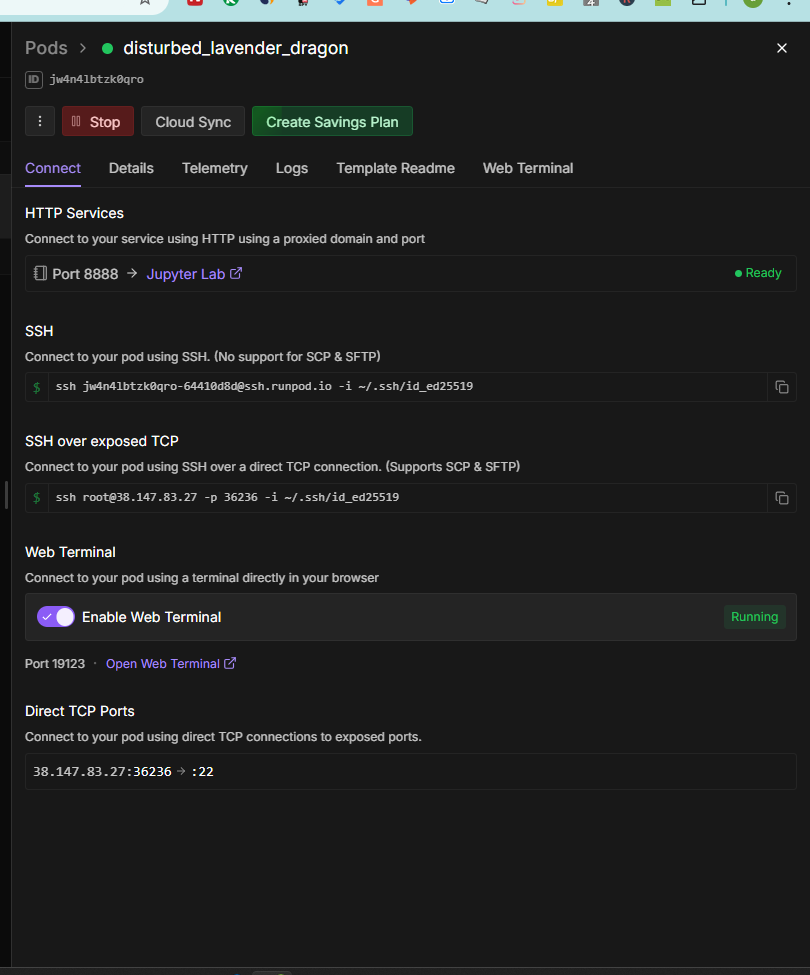 Pods > disturbed_lavender_dragon
ID jw4n4lbtzk0qro
Stop Cloud Sync Create Savings Plan
Connect Details Telemetry Logs Template Readme Web Terminal
HTTP Services
Connect to your service using HTTP using a proxied domain and port
Port 8888 → Jupyter Lab Ready
SSH
Connect to your pod using SSH. (No support for SCP & SFTP)
$ ssh jw4n4lbtzk0qro-64410d8d@ssh.runpod.io -i ~/.ssh/id_ed25519
SSH over exposed TCP
Connect to your pod using SSH over a direct TCP connection. (Supports SCP & SFTP)
$ ssh root@38.147.83.27 -p 36236 -i ~/.ssh/id_ed25519
Web Terminal
Connect to your pod using a terminal directly in your browser
Enable Web Terminal Running
Port 19123 · Open Web Terminal
Direct TCP Ports
Connect to your pod using direct TCP connections to exposed ports.
38.147.83.27:36236 → :22